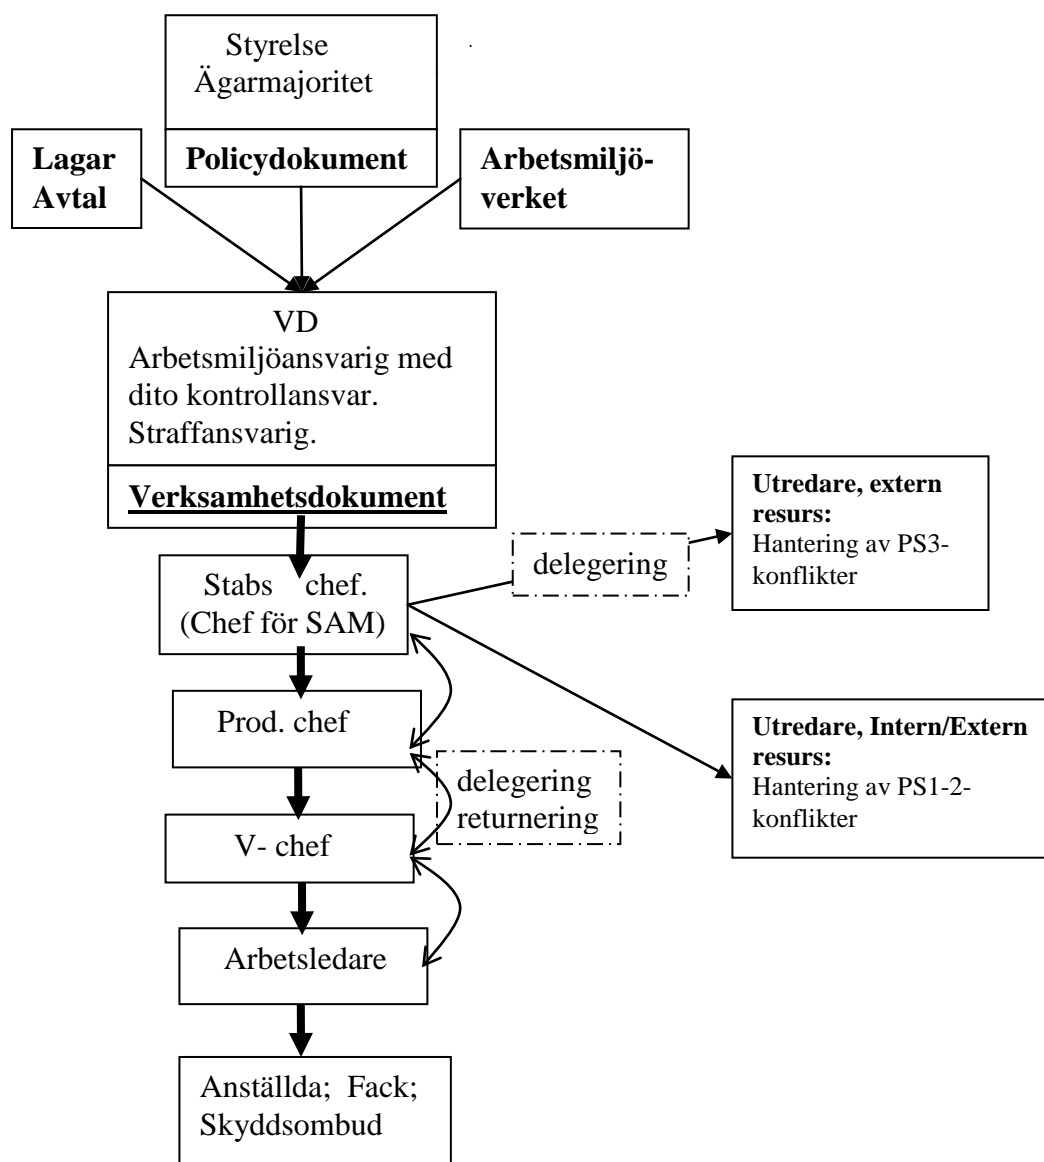 Styrelse
Ägarmajoritet
Lagar
Avtal
Policydokument
Arbetsmiljö-
verket
VD
Arbetsmiljöansvarig med
dito kontrollansvar.
Straffansvarig.
Verksamhetsdokument
Utredare, extern
resurs:
Hantering av PS3-
konflikter
delegering
Stabs chef.
(Chef för SAM)
Prod. chef
Utredare, Intern/Extern
resurs:
Hantering av PS1-2-
konflikter
delegering
returnering
V- chef
Arbetsledare
Anställda; Fack;
Skyddsombud